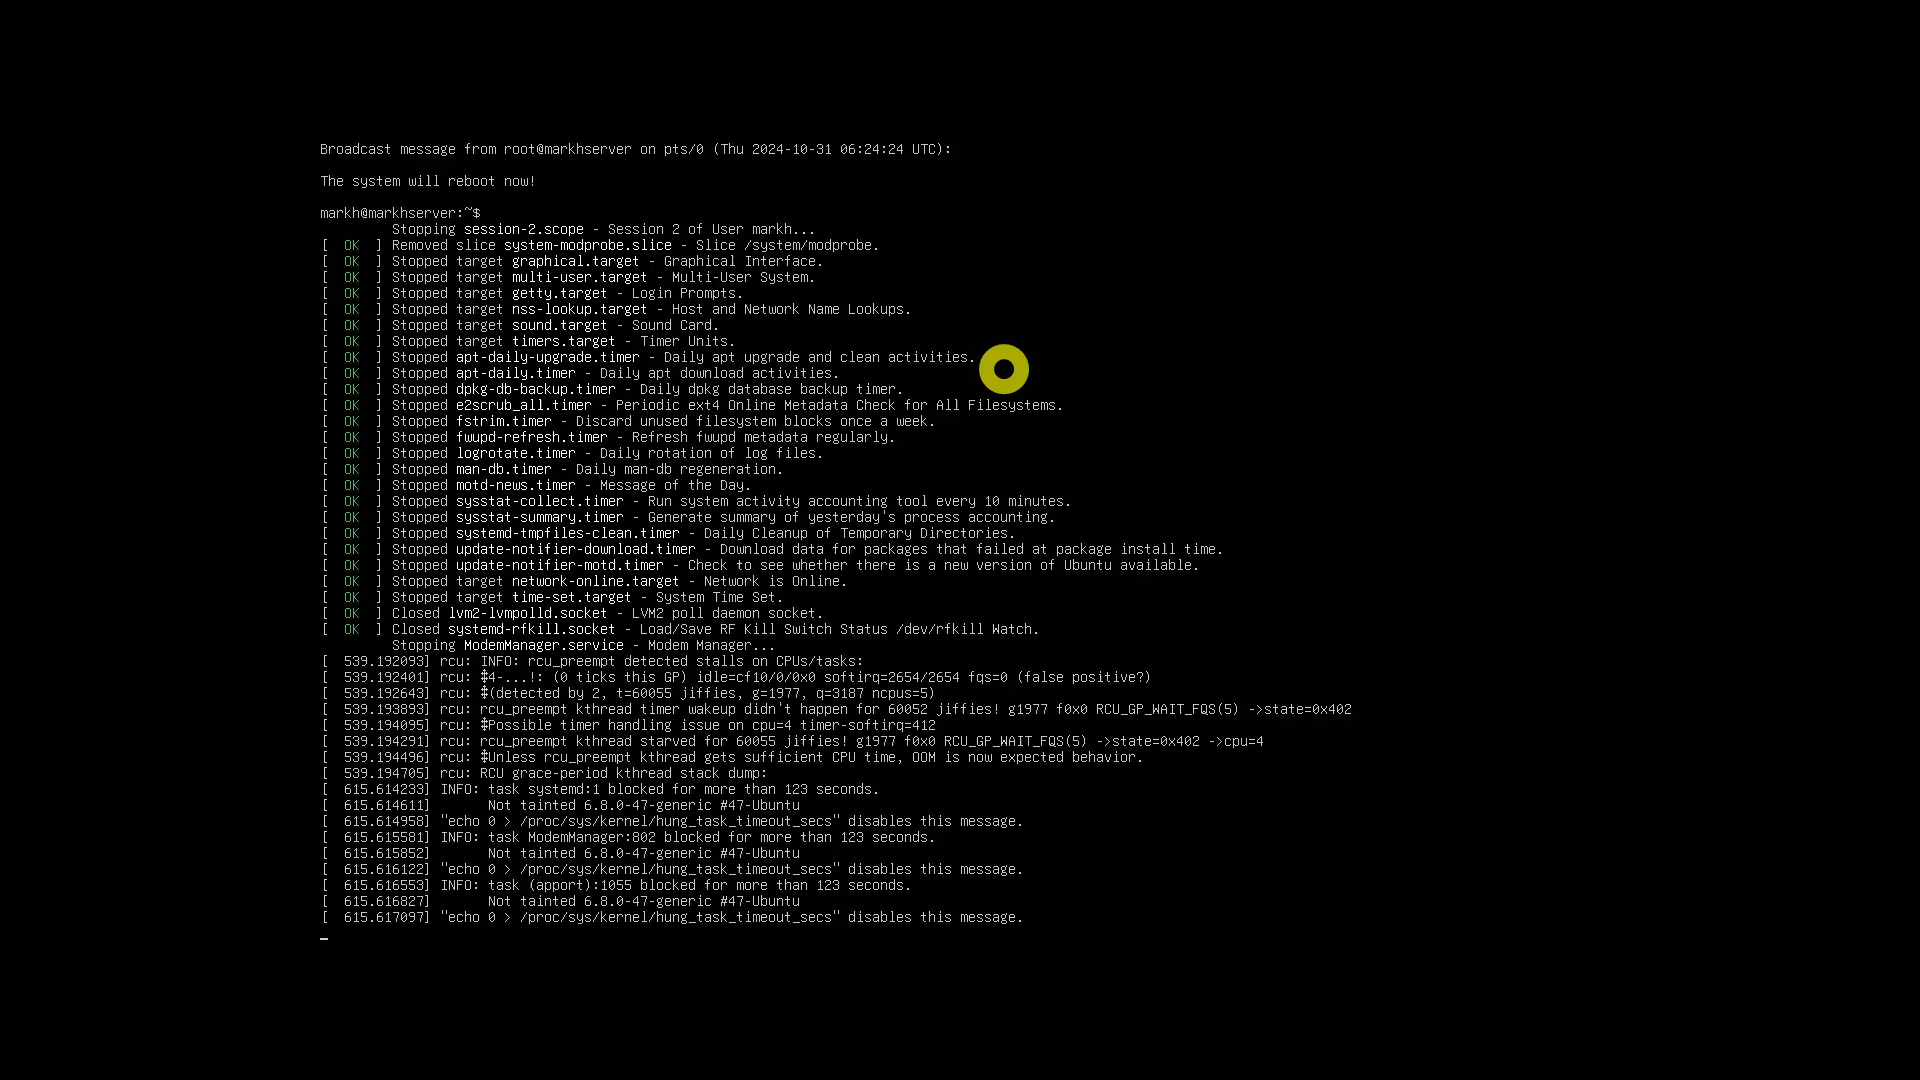 Broadcast message from root@markhserver on pts/0 (Thu 2024-10-31 06:24:24 UTC):
The system will reboot now!
markh@markhserver:~$
Stopping session-2.scope - Session 2 of User markh...
[  OK  ] Removed slice system-modprobe.slice - Slice /system/modprobe.
[  OK  ] Stopped target graphical.target - Graphical Interface.
[  OK  ] Stopped target multi-user.target - Multi-User System.
[  OK  ] Stopped target getty.target - Login Prompts.
[  OK  ] Stopped target nss-lookup.target - Host and Network Name Lookups.
[  OK  ] Stopped target sound.target - Sound Card.
[  OK  ] Stopped target timers.target - Timer Units.
[  OK  ] Stopped apt-daily-upgrade.timer - Daily apt upgrade and clean activities.
[  OK  ] Stopped apt-daily.timer - Daily apt download activities.
[  OK  ] Stopped dpkg-db-backup.timer - Daily dpkg database backup timer.
[  OK  ] Stopped e2scrub_all.timer - Periodic ext4 Online Metadata Check for All Filesystems.
[  OK  ] Stopped fstrim.timer - Discard unused filesystem blocks once a week.
[  OK  ] Stopped fwupd-refresh.timer - Refresh fwupd metadata regularly.
[  OK  ] Stopped logrotate.timer - Daily rotation of log files.
[  OK  ] Stopped man-db.timer - Daily man-db regeneration.
[  OK  ] Stopped motd-news.timer - Message of the Day.
[  OK  ] Stopped sysstat-collect.timer - Run system activity accounting tool every 10 minutes.
[  OK  ] Stopped sysstat-summary.timer - Generate summary of yesterday's process accounting.
[  OK  ] Stopped systemd-tmpfiles-clean.timer - Daily Cleanup of Temporary Directories.
[  OK  ] Stopped update-notifier-download.timer - Download data for packages that failed at package install time.
[  OK  ] Stopped update-notifier-motd.timer - Check to see whether there is a new version of Ubuntu available.
[  OK  ] Stopped target network-online.target - Network is Online.
[  OK  ] Stopped target time-set.target - System Time Set.
[  OK  ] Closed lvm2-lvmpolld.socket - LVM2 poll daemon socket.
[  OK  ] Closed systemd-rfkill.socket - Load/Save RF Kill Switch Status /dev/rfkill Watch.
Stopping ModemManager.service - Modem Manager...
[  539.192093] rcu: INFO: rcu_preempt detected stalls on CPUs/tasks:
[  539.192401] rcu: ‡4-...!: (0 ticks this GP) idle=cf10/0/0x0 softirq=2654/2654 fqs=0 (false positive?)
[  539.192643] rcu: ‡(detected by 2, t=60055 jiffies, g=1977, q=3187 ncpus=5)
[  539.193893] rcu: rcu_preempt kthread timer wakeup didn't happen for 60052 jiffies! g1977 f0x0 RCU_GP_WAIT_FQS(5) ->state=0x402
[  539.194095] rcu: ‡Possible timer handling issue on cpu=4 timer-softirq=412
[  539.194291] rcu: rcu_preempt kthread starved for 60055 jiffies! g1977 f0x0 RCU_GP_WAIT_FQS(5) ->state=0x402 ->cpu=4
[  539.194496] rcu: ‡Unless rcu_preempt kthread gets sufficient CPU time, OOM is now expected behavior.
[  539.194705] rcu: RCU grace-period kthread stack dump:
[  615.614233] INFO: task systemd:1 blocked for more than 123 seconds.
[  615.614611]       Not tainted 6.8.0-47-generic #47-Ubuntu
[  615.614958] "echo 0 > /proc/sys/kernel/hung_task_timeout_secs" disables this message.
[  615.615581] INFO: task ModemManager:802 blocked for more than 123 seconds.
[  615.615852]       Not tainted 6.8.0-47-generic #47-Ubuntu
[  615.616122] "echo 0 > /proc/sys/kernel/hung_task_timeout_secs" disables this message.
[  615.616553] INFO: task (apport):1055 blocked for more than 123 seconds.
[  615.616827]       Not tainted 6.8.0-47-generic #47-Ubuntu
[  615.617097] "echo 0 > /proc/sys/kernel/hung_task_timeout_secs" disables this message.